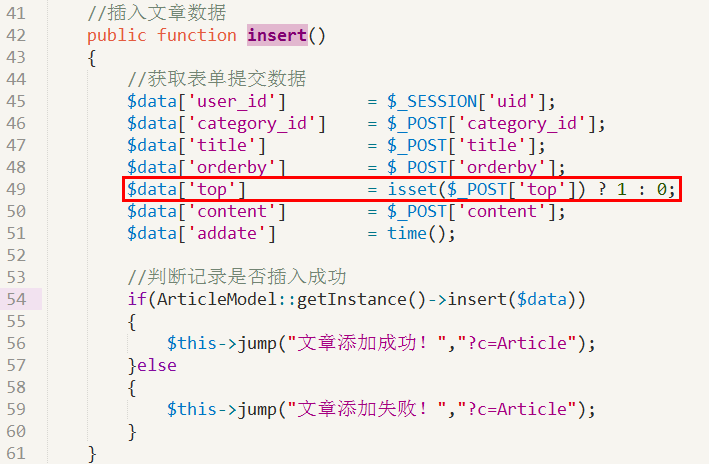 41 //插入文章数据
42 public function insert()
43 {
44 //获取表单提交数据
45 $data['user_id'] = $_SESSION['uid'];
46 $data['category_id'] = $_POST['category_id'];
47 $data['title'] = $_POST['title'];
48 $data['orderby'] = $_POST['orderby'];
49 $data['top'] = isset($_POST['top']) ? 1 : 0;
50 $data['content'] = $_POST['content'];
51 $data['addate'] = time();
52
53 //判断记录是否插入成功
54 if(ArticleModel::getInstance()->insert($data))
55 {
56 $this->jump("文章添加成功！","?c=Article");
57 }else
58 {
59 $this->jump("文章添加失败！","?c=Article");
60 }
61 }